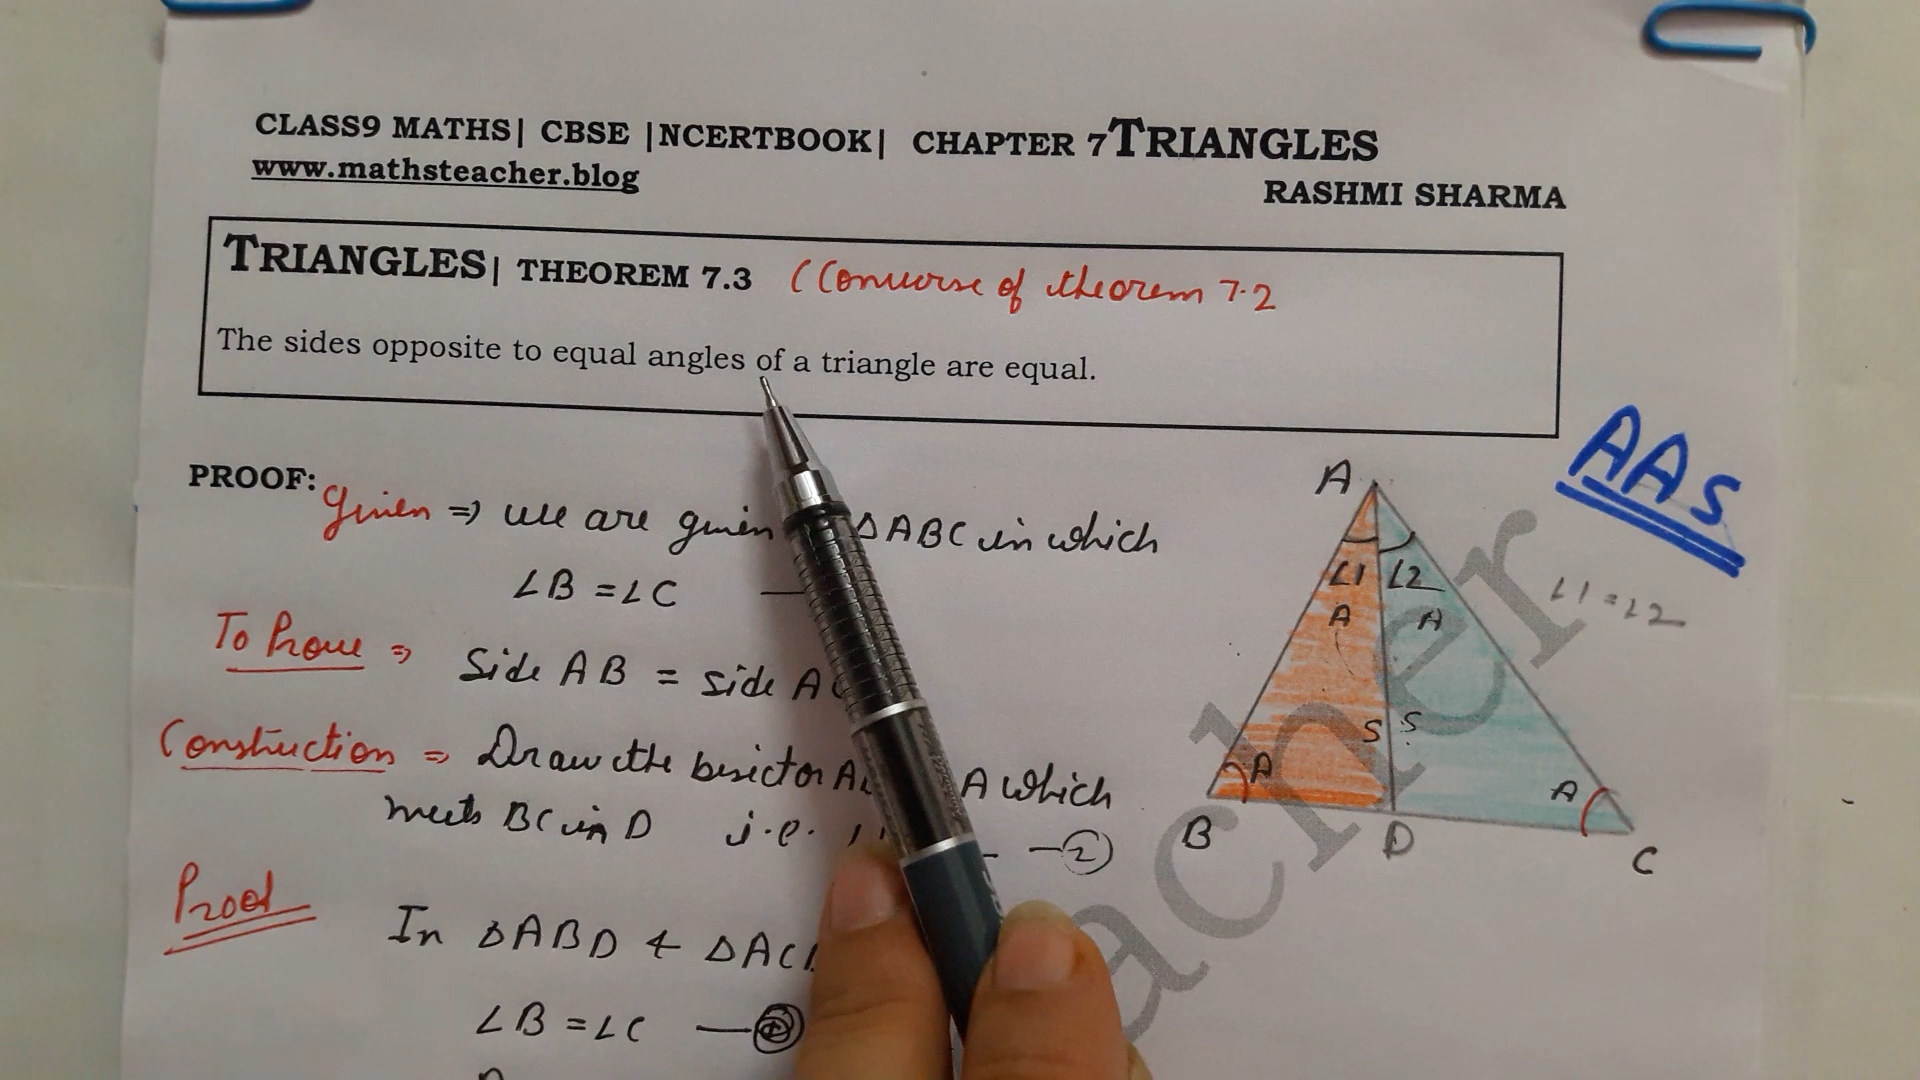 CLASS9 MATHS| CBSE |NCERTBOOK| CHAPTER 7TRIANGLES
www.mathsteacher.blog
RASHMI SHARMA
TRIANGLES| THEOREM 7.3 (Converse of theorem 7.2
The sides opposite to equal angles of a triangle are equal.
AAS
PROOF:
Given ⇒ we are given ΔABC in which
∠B = ∠C
To Prove ⇒ Side AB = side AC
Construction ⇒ Draw the bisector A which
meets BC in D i.e. —②
Proof
In ΔABD & ΔAC
∠B = ∠C —
A
∠1 ∠2
∠1 = ∠2
A A
S S
A A
B D C
acher